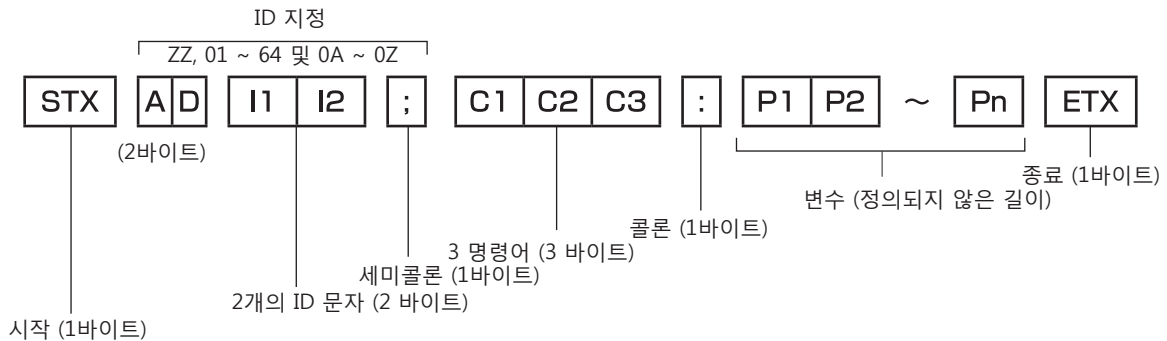 ID 지정
ZZ, 01 ~ 64 및 0A ~ 0Z
STX A D I1 I2 ; C1 C2 C3 : P1 P2 ~ Pn ETX
(2바이트)
종료 (1바이트)
변수 (정의되지 않은 길이)
콜론 (1바이트)
3 명령어 (3 바이트)
세미콜론 (1바이트)
2개의 ID 문자 (2 바이트)
시작 (1바이트)